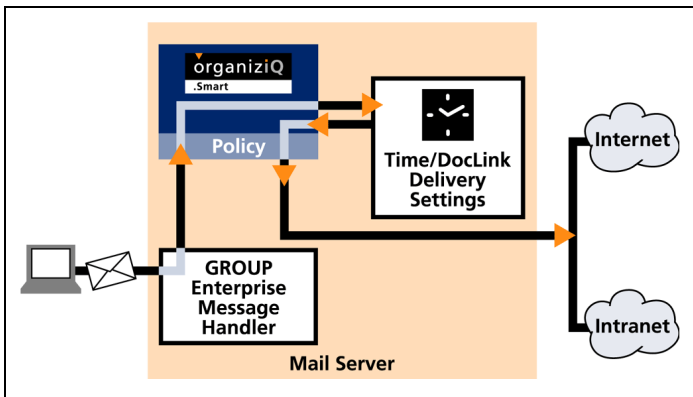 organiziQ
.Smart
Policy
Time/DocLink
Delivery
Settings
Internet
GROUP
Enterprise
Message
Handler
Intranet
Mail Server